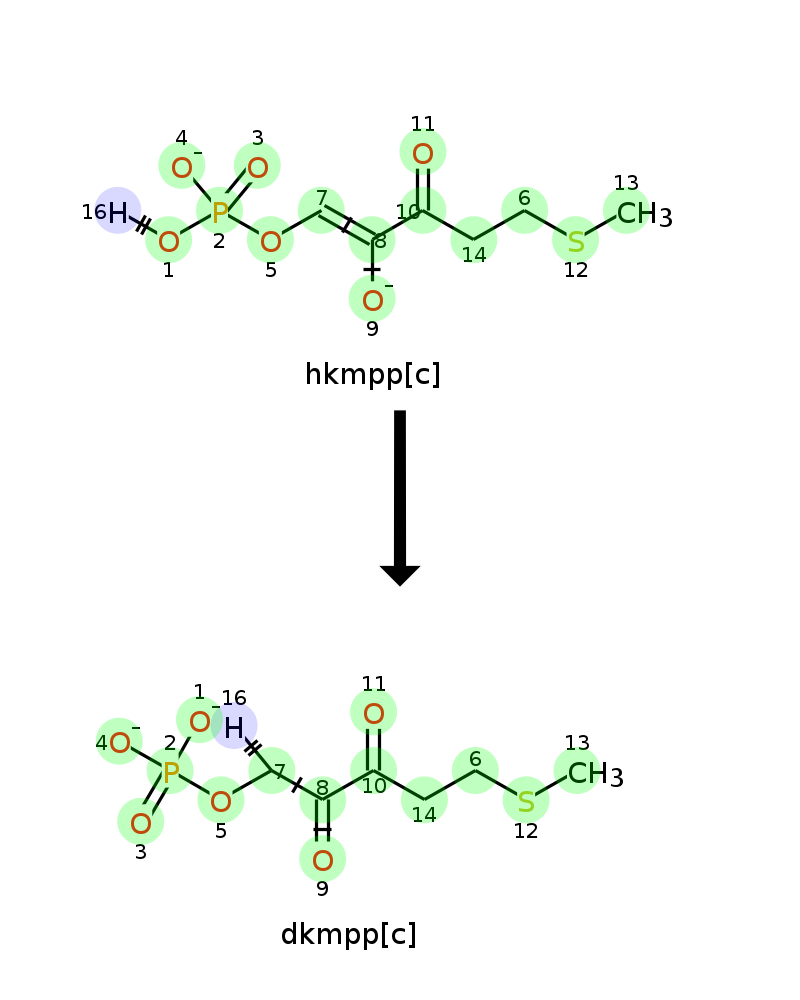 11
4 3 13
O⁻ O O 7 6
16 H P 10 CH3
O 2 O 8 14 S
1 5 O⁻ 12
9
hkmpp[c]
11
1 16 O
O⁻ H 13
4 O⁻ 2 P 7 8 10 6 CH3
O O 14 S
3 5 O 12
9
dkmpp[c]